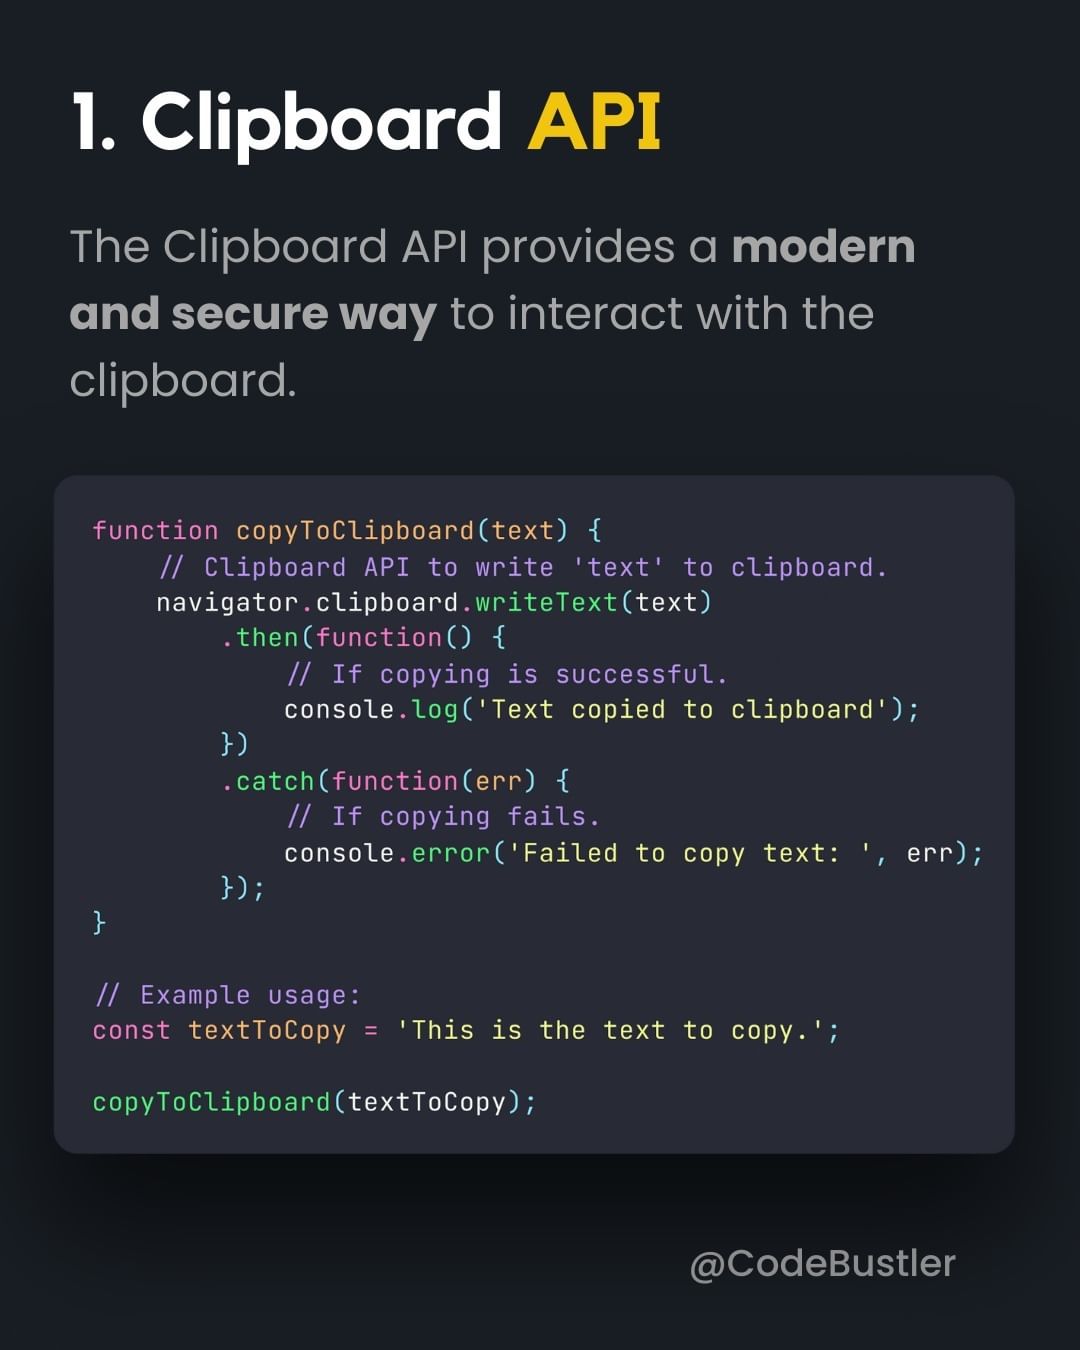 1. Clipboard API
The Clipboard API provides a modern
and secure way to interact with the
clipboard.
function copyToClipboard(text) {
    // Clipboard API to write 'text' to clipboard.
    navigator.clipboard.writeText(text)
        .then(function() {
            // If copying is successful.
            console.log('Text copied to clipboard');
        })
        .catch(function(err) {
            // If copying fails.
            console.error('Failed to copy text: ', err);
        });
}
// Example usage:
const textToCopy = 'This is the text to copy.';
copyToClipboard(textToCopy);
@CodeBustler